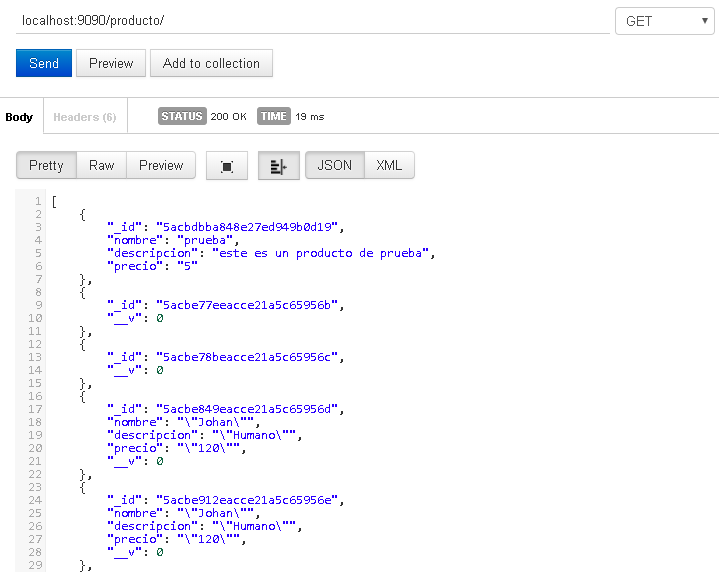 localhost:9090/producto/ GET
Send Preview Add to collection
Body Headers (6) STATUS 200 OK TIME 19 ms
Pretty Raw Preview JSON XML
1 [
2 {
3 "_id": "5acbdbba848e27ed949b0d19",
4 "nombre": "prueba",
5 "descripcion": "este es un producto de prueba",
6 "precio": "5"
7 },
8 {
9 "_id": "5acbe77eeacce21a5c65956b",
10 "__v": 0
11 },
12 {
13 "_id": "5acbe78beacce21a5c65956c",
14 "__v": 0
15 },
16 {
17 "_id": "5acbe849eacce21a5c65956d",
18 "nombre": "\"Johan\"",
19 "descripcion": "\"Humano\"",
20 "precio": "\"120\"",
21 "__v": 0
22 },
23 {
24 "_id": "5acbe912eacce21a5c65956e",
25 "nombre": "\"Johan\"",
26 "descripcion": "\"Humano\"",
27 "precio": "\"120\"",
28 "__v": 0
29 },